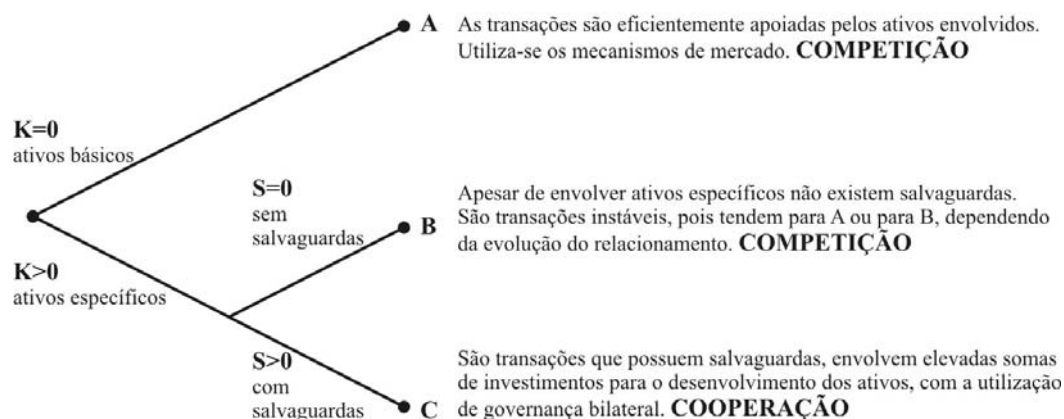 A As transações são eficientemente apoiadas pelos ativos envolvidos.
Utiliza-se os mecanismos de mercado. COMPETIÇÃO
K=0
ativos básicos
S=0
sem
salvaguardas
B Apesar de envolver ativos específicos não existem salvaguardas.
São transações instáveis, pois tendem para A ou para B, dependendo
da evolução do relacionamento. COMPETIÇÃO
K>0
ativos específicos
S>0
com
salvaguardas
C São transações que possuem salvaguardas, envolvem elevadas somas
de investimentos para o desenvolvimento dos ativos, com a utilização
de governança bilateral. COOPERAÇÃO